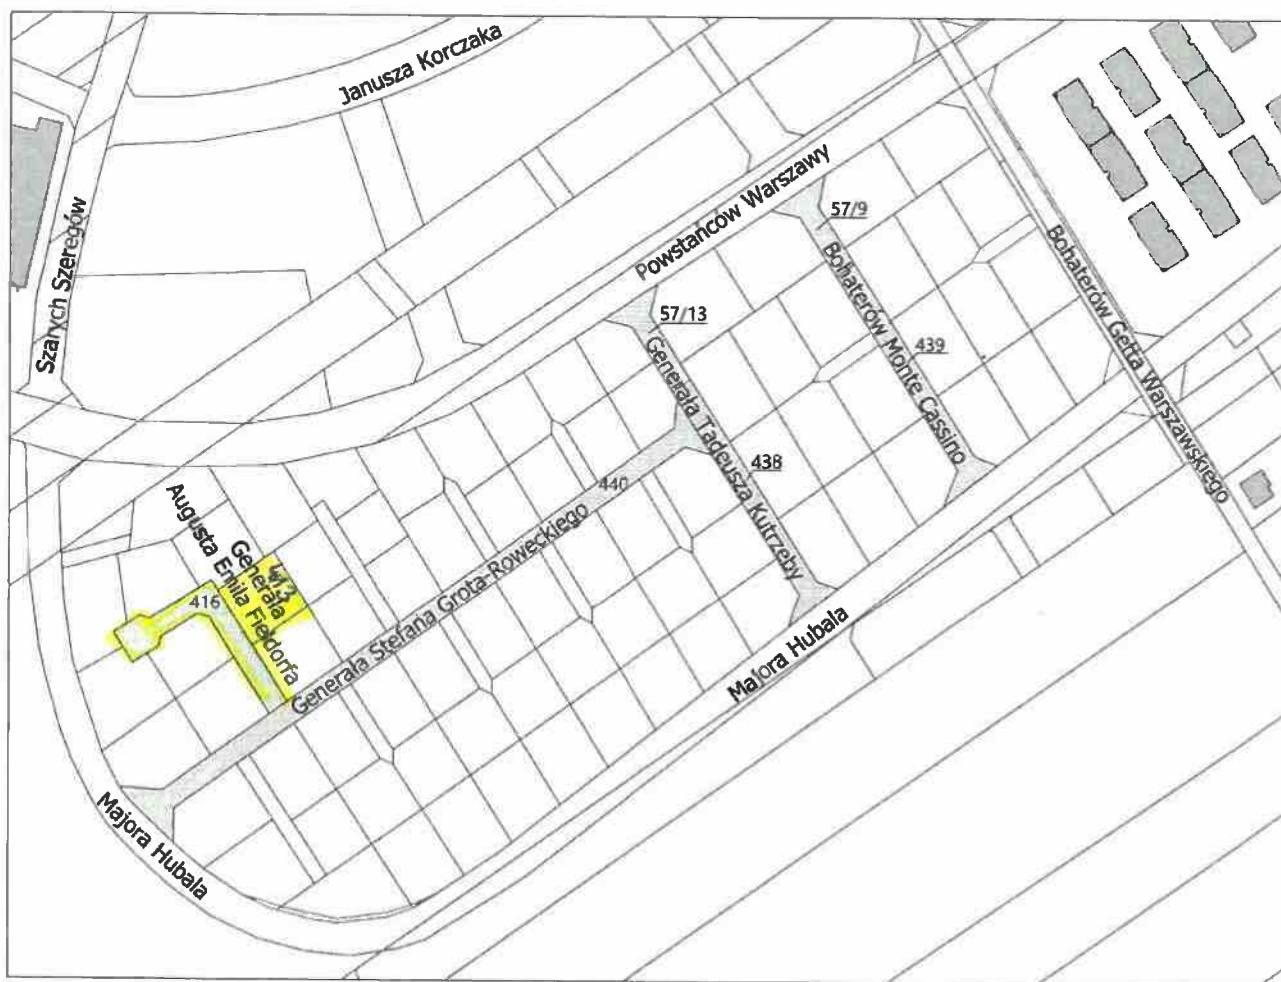 Janusza Korczaka
Szarych Szeregów
Powstańców Warszawy
57/9
Bohaterów Monte Cassino
439
Bohaterów Getta Warszawskiego
57/13
Generała Tadeusza Kutrzeby
438
440
Generała Stefana Grota-Roweckiego
Generała
Augusta Emila Fieldorfa
413
416
Majora Hubala
Majora Hubala